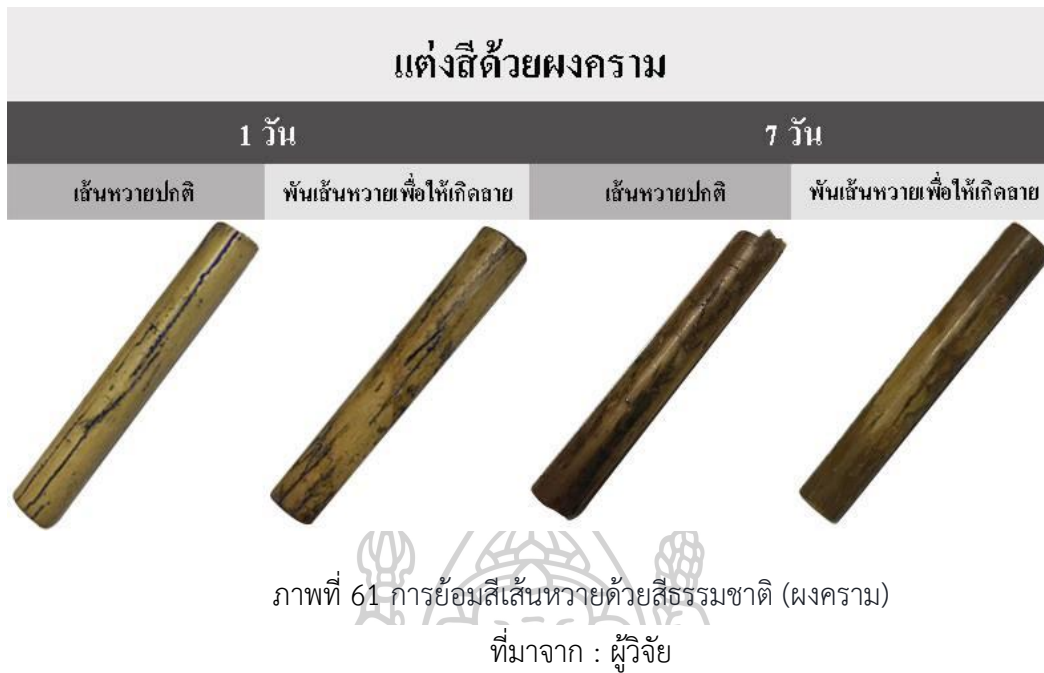 แต่งสีด้วยผงคราม
1 วัน 7 วัน
เส้นหวายปกติ พันเส้นหวายเพื่อให้เกิดลาย เส้นหวายปกติ พันเส้นหวายเพื่อให้เกิดลาย
ภาพที่ 61 การย้อมสีเส้นหวายด้วยสีธรรมชาติ (ผงคราม)
ที่มาจาก : ผู้วิจัย